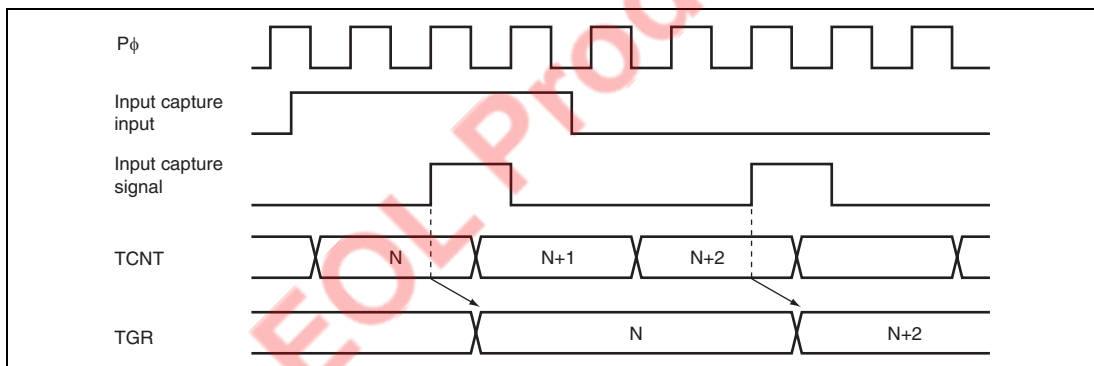 Pϕ
Input capture
input
Input capture
signal
TCNT
N
N+1
N+2
TGR
N
N+2
EOL Prod